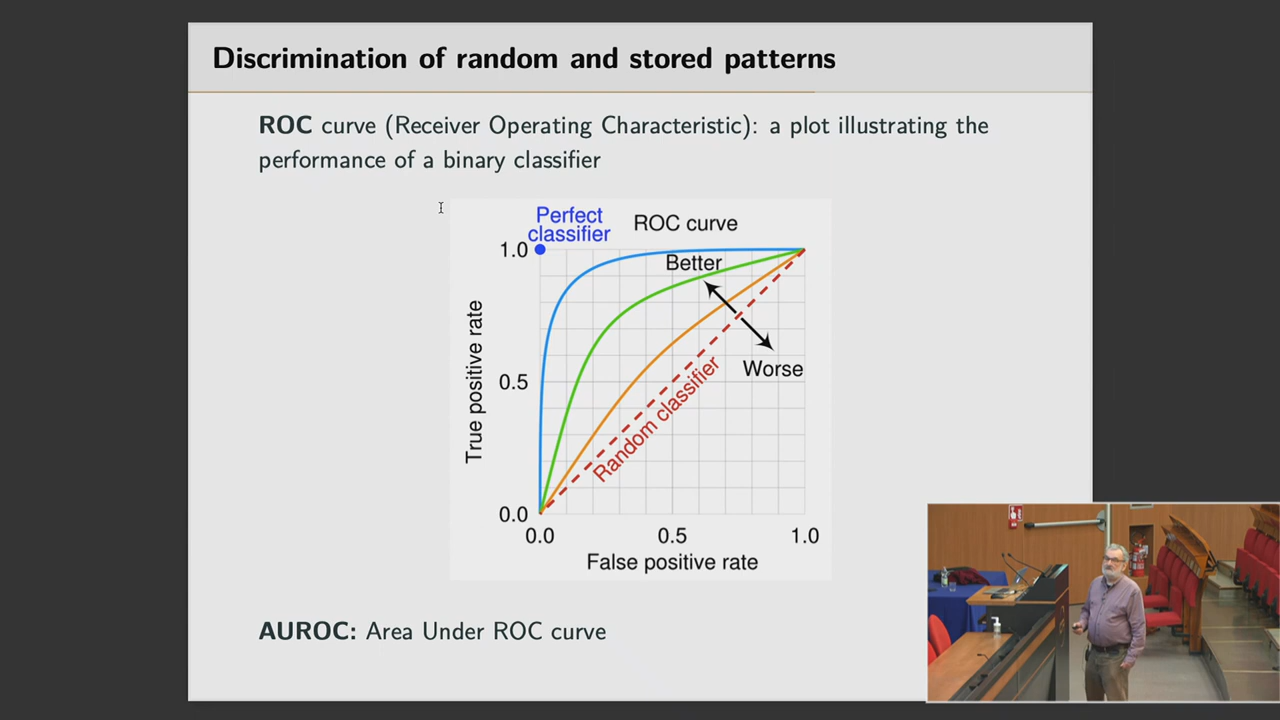 Discrimination of random and stored patterns
ROC curve (Receiver Operating Characteristic): a plot illustrating the
performance of a binary classifier
Perfect
classifier
ROC curve
1.0
Better
True positive rate
0.5
Worse
Random classifier
0.0
0.0
0.5
1.0
False positive rate
AUROC: Area Under ROC curve